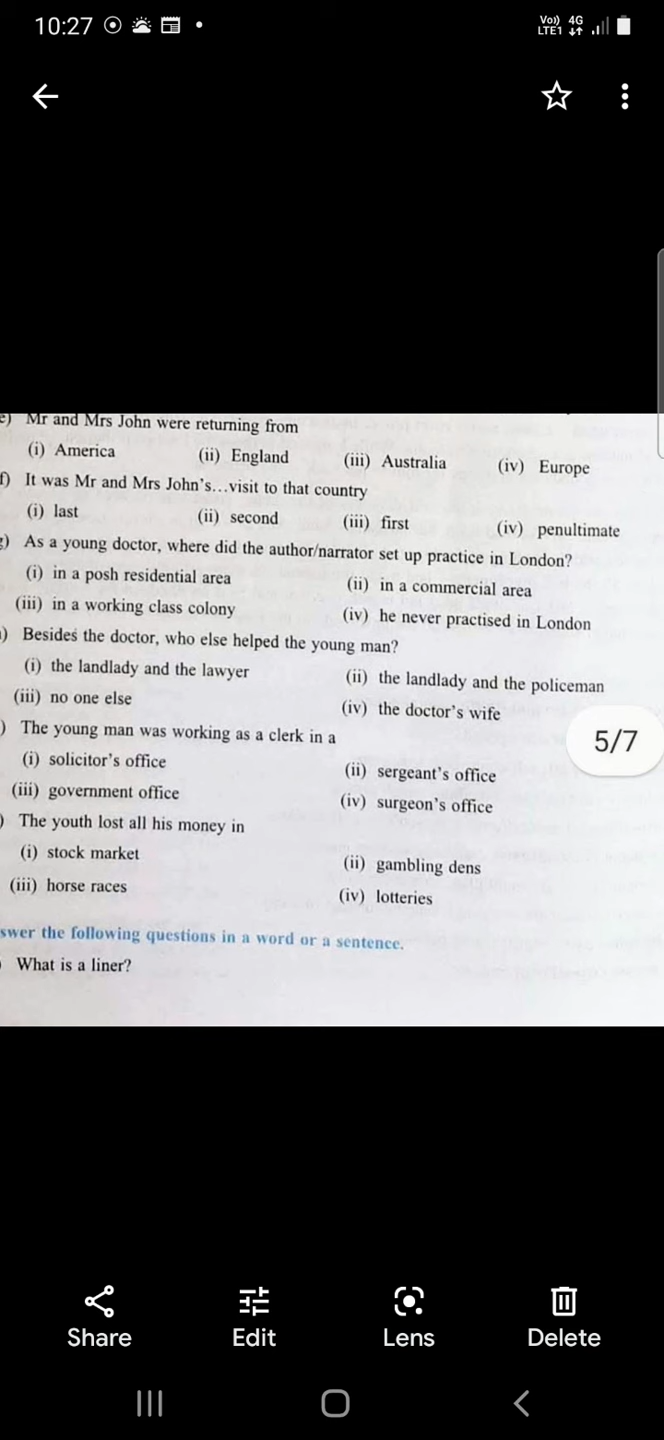 10:27
Vo)) 4G
LTE1
e) Mr and Mrs John were returning from
(i) America (ii) England (iii) Australia (iv) Europe
f) It was Mr and Mrs John's...visit to that country
(i) last (ii) second (iii) first (iv) penultimate
) As a young doctor, where did the author/narrator set up practice in London?
(i) in a posh residential area (ii) in a commercial area
(iii) in a working class colony (iv) he never practised in London
) Besides the doctor, who else helped the young man?
(i) the landlady and the lawyer (ii) the landlady and the policeman
(iii) no one else (iv) the doctor's wife
) The young man was working as a clerk in a
5/7
(i) solicitor's office (ii) sergeant's office
(iii) government office (iv) surgeon's office
) The youth lost all his money in
(i) stock market (ii) gambling dens
(iii) horse races (iv) lotteries
swer the following questions in a word or a sentence.
) What is a liner?
Share Edit Lens Delete